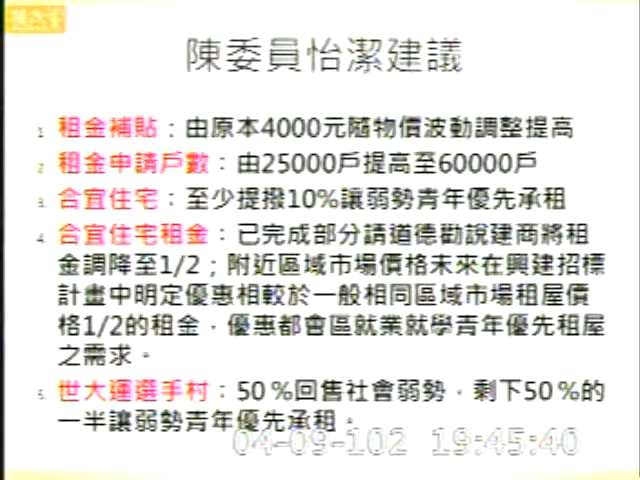 陳委員怡潔建議
1. 租金補貼：由原本4000元隨物價波動調整提高
2. 租金申請戶數：由25000戶提高至60000戶
3. 合宜住宅：至少提撥10%讓弱勢青年優先承租
4. 合宜住宅租金：已完成部分請道德勸說建商將租
金調降至1/2；附近區域市場價格未來在興建招標
計畫中明定優惠相較於一般相同區域市場租屋價
格1/2的租金，優惠都會區就業就學青年優先租屋
之需求。
5. 世大運選手村：50%回售社會弱勢，剩下50%的
一半讓弱勢青年優先承租。
04-09-102 19:45:40